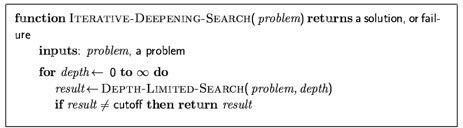 function ITERATIVE-DEEPENING-SEARCH( problem) returns a solution, or fail-
ure
inputs: problem, a problem
for depth ← 0 to ∞ do
result ← DEPTH-LIMITED-SEARCH( problem, depth)
if result ≠ cutoff then return result